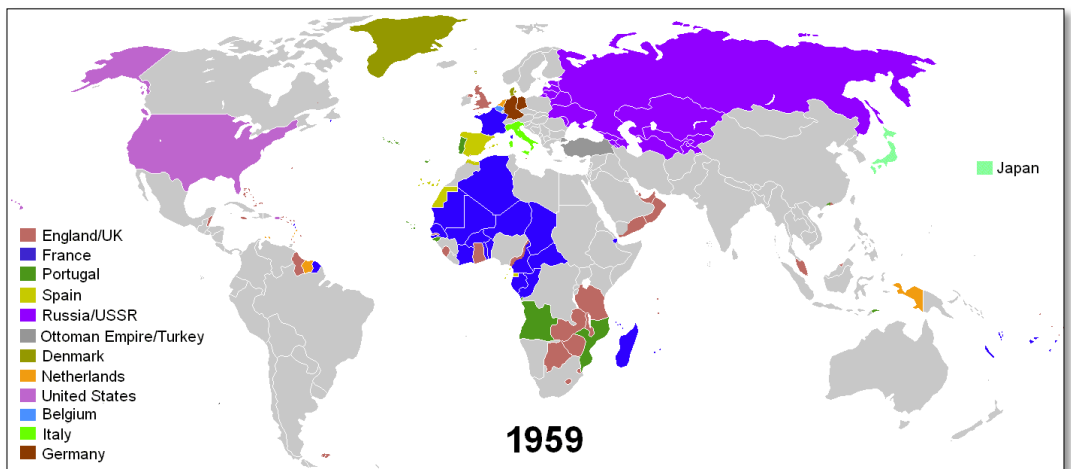 Japan
England/UK
France
Portugal
Spain
Russia/USSR
Ottoman Empire/Turkey
Denmark
Netherlands
United States
Belgium
Italy
Germany
1959